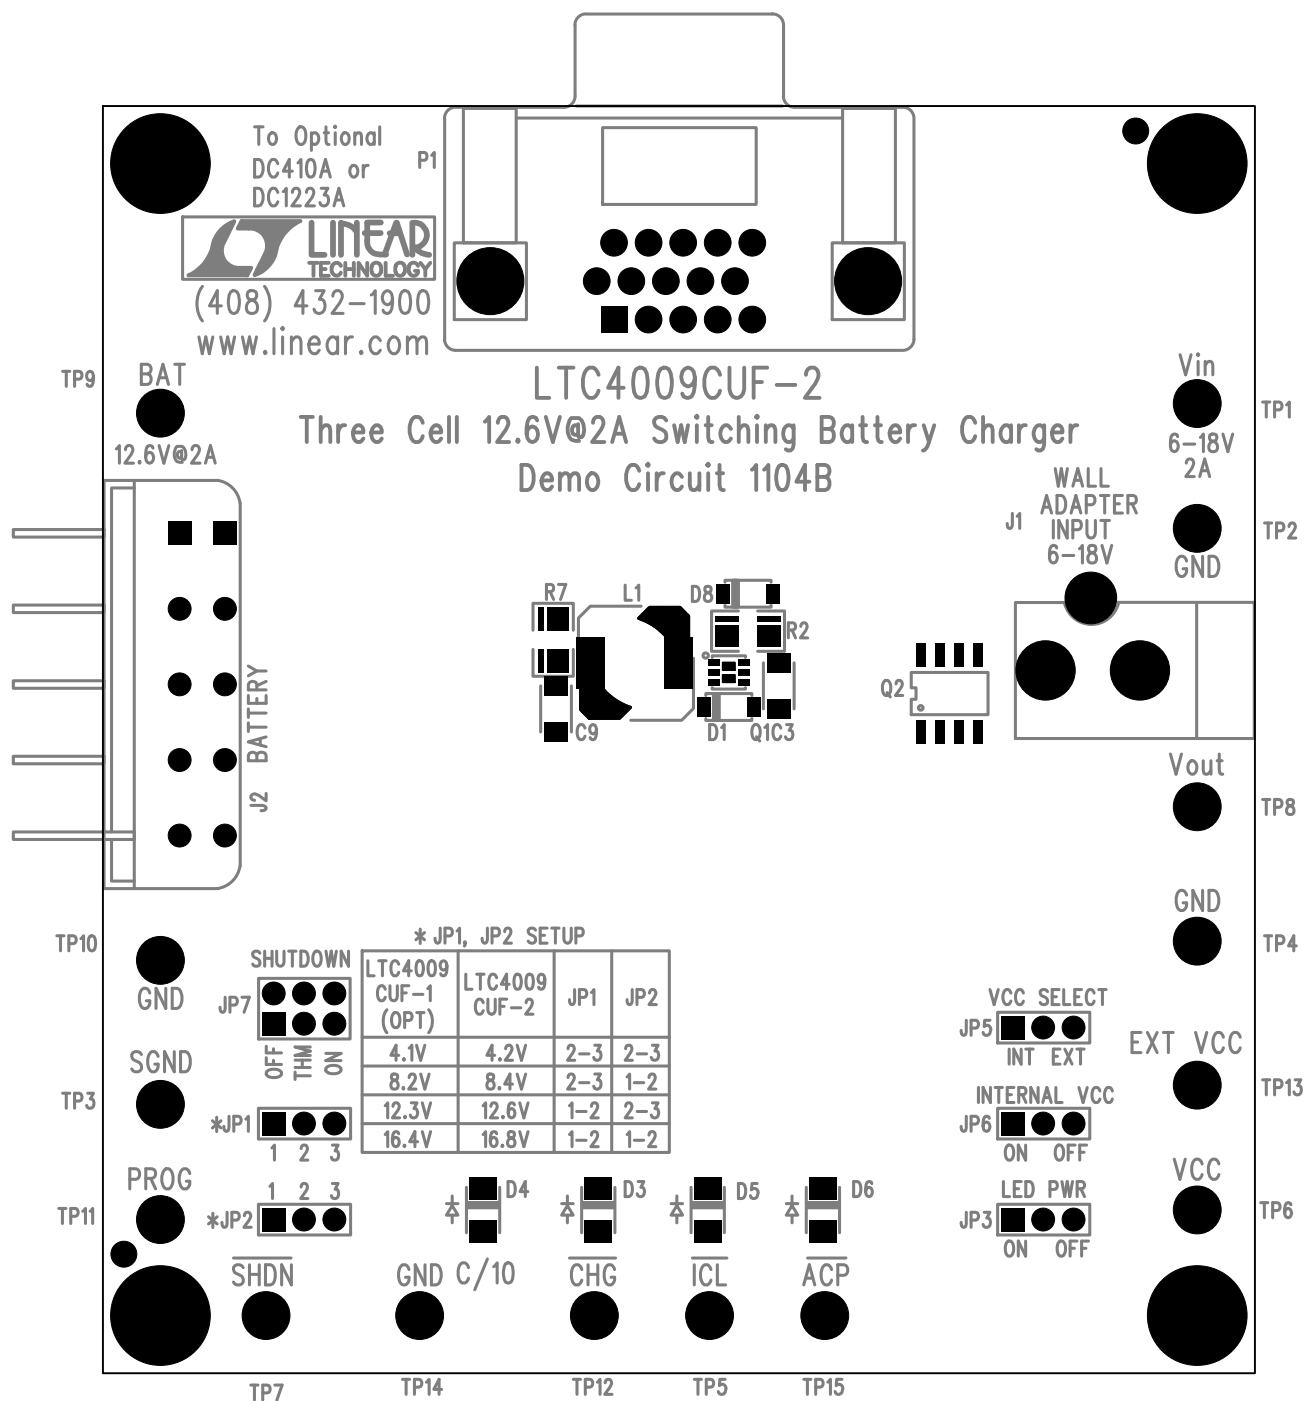 To Optional
DC410A or
DC1223A
P1
LINEAR
TECHNOLOGY
(408) 432-1900
www.linear.com
TP9
BAT
12.6V@2A
LTC4009CUF-2
Three Cell 12.6V@2A Switching Battery Charger
Demo Circuit 1104B
Vin
TP1
6-18V
2A
WALL
ADAPTER
INPUT
6-18V
J1
TP2
GND
R7
L1
D8
R2
Q2
C9
D1
Q1
C3
J2 BATTERY
Vout
TP8
GND
TP4
TP10
GND
* JP1, JP2 SETUP
LTC4009 CUF-1 (OPT) LTC4009 CUF-2 JP1 JP2
4.1V 4.2V 2-3 2-3
8.2V 8.4V 2-3 1-2
12.3V 12.6V 1-2 2-3
16.4V 16.8V 1-2 1-2
SHUTDOWN
JP7
OFF THM ON
SGND
TP3
*JP1
1 2 3
PROG
TP11
1 2 3
*JP2
VCC SELECT
JP5
INT EXT
EXT VCC
TP13
INTERNAL VCC
JP6
ON OFF
VCC
TP6
LED PWR
JP3
ON OFF
D4
D3
D5
D6
SHDN
GND
C/10
CHG
ICL
ACP
TP7
TP14
TP12
TP5
TP15